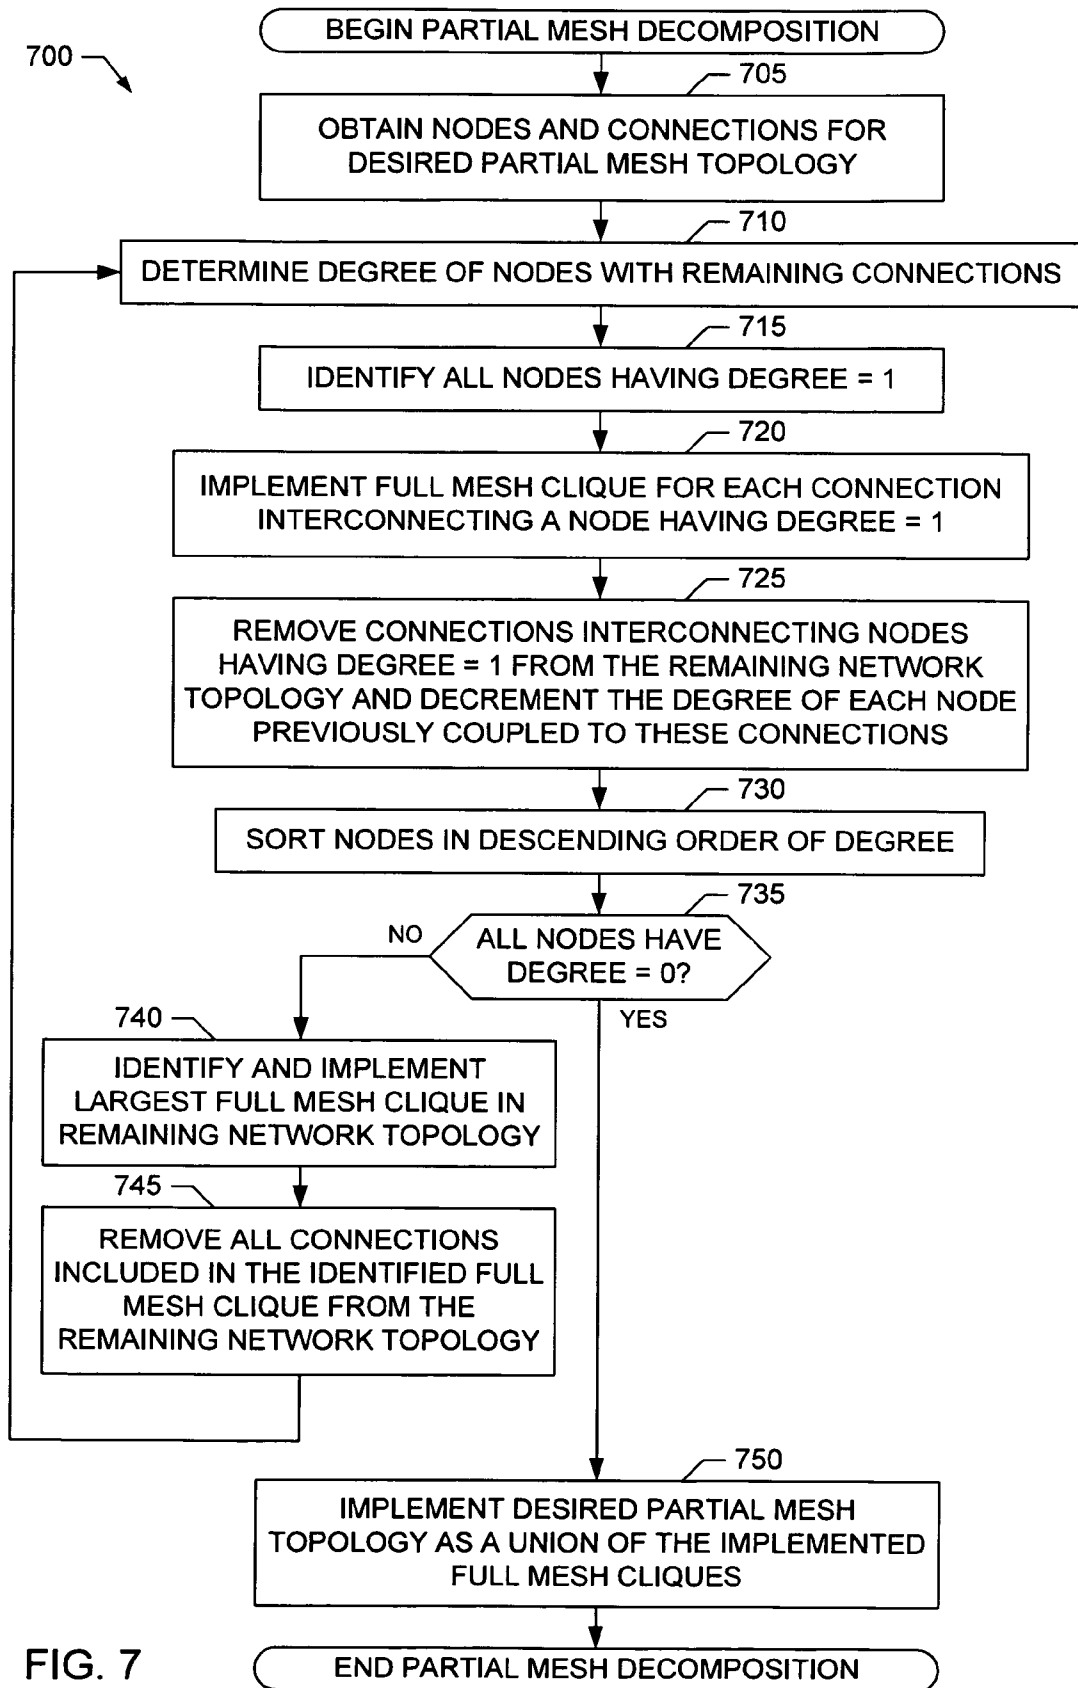 BEGIN PARTIAL MESH DECOMPOSITION
700
705
OBTAIN NODES AND CONNECTIONS FOR
DESIRED PARTIAL MESH TOPOLOGY
710
DETERMINE DEGREE OF NODES WITH REMAINING CONNECTIONS
715
IDENTIFY ALL NODES HAVING DEGREE = 1
720
IMPLEMENT FULL MESH CLIQUE FOR EACH CONNECTION
INTERCONNECTING A NODE HAVING DEGREE = 1
725
REMOVE CONNECTIONS INTERCONNECTING NODES
HAVING DEGREE = 1 FROM THE REMAINING NETWORK
TOPOLOGY AND DECREMENT THE DEGREE OF EACH NODE
PREVIOUSLY COUPLED TO THESE CONNECTIONS
730
SORT NODES IN DESCENDING ORDER OF DEGREE
735
ALL NODES HAVE
DEGREE = 0?
NO
YES
740
IDENTIFY AND IMPLEMENT
LARGEST FULL MESH CLIQUE IN
REMAINING NETWORK TOPOLOGY
745
REMOVE ALL CONNECTIONS
INCLUDED IN THE IDENTIFIED FULL
MESH CLIQUE FROM THE
REMAINING NETWORK TOPOLOGY
750
IMPLEMENT DESIRED PARTIAL MESH
TOPOLOGY AS A UNION OF THE IMPLEMENTED
FULL MESH CLIQUES
END PARTIAL MESH DECOMPOSITION
FIG. 7